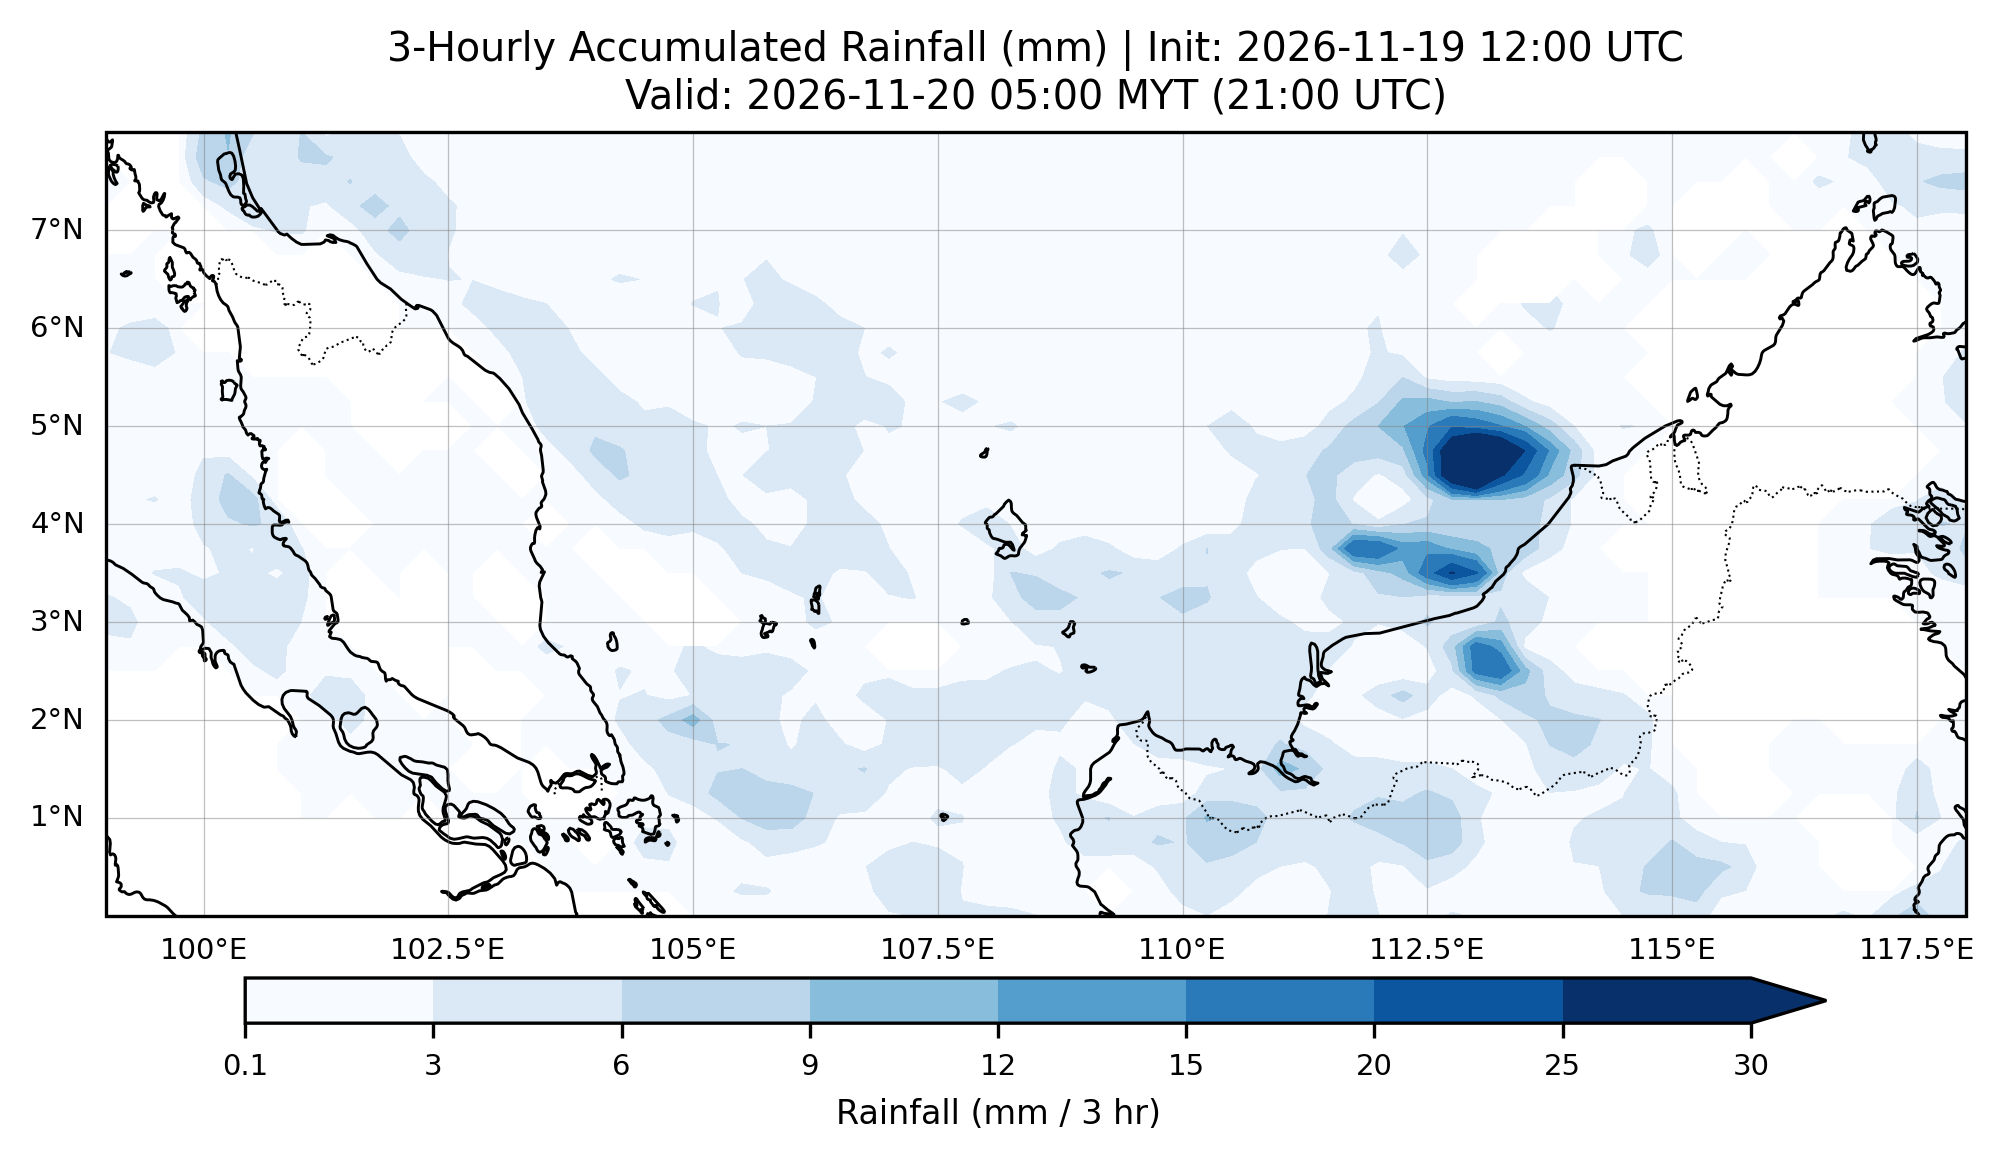 3-Hourly Accumulated Rainfall (mm) | Init: 2026-11-19 12:00 UTC
Valid: 2026-11-20 05:00 MYT (21:00 UTC)
7°N
6°N
5°N
4°N
3°N
2°N
1°N
100°E 102.5°E 105°E 107.5°E 110°E 112.5°E 115°E 117.5°E
0.1 3 6 9 12 15 20 25 30
Rainfall (mm / 3 hr)